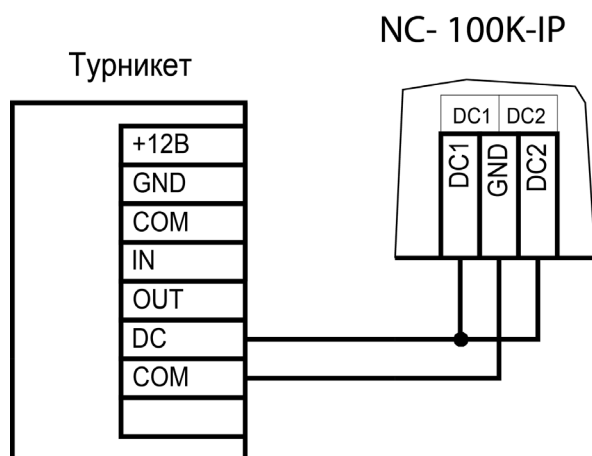 NC- 100K-IP
Турникет
DC1 DC2
DC1 GND DC2
+12В
GND
COM
IN
OUT
DC
COM